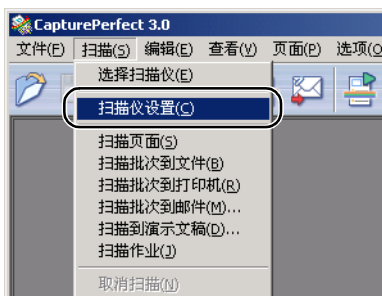 CapturePerfect 3.0
文件(F) 扫描(S) 编辑(E) 查看(V) 页面(P) 选项(O
选择扫描仪(E)
扫描仪设置(C)
扫描页面(S)
扫描批次到文件(B)
扫描批次到打印机(R)
扫描批次到邮件(M)...
扫描到演示文稿(D)...
扫描作业(J)
取消扫描(N)